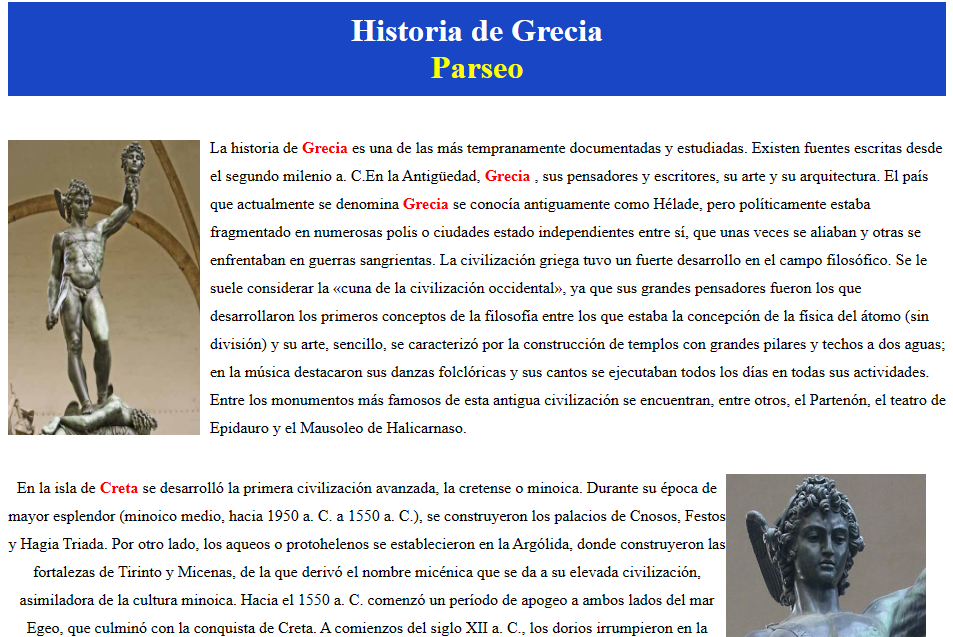 Historia de Grecia
Parseo
La historia de Grecia es una de las más tempranamente documentadas y estudiadas. Existen fuentes escritas desde
el segundo milenio a. C.En la Antigüedad, Grecia , sus pensadores y escritores, su arte y su arquitectura. El país
que actualmente se denomina Grecia se conocía antiguamente como Hélade, pero políticamente estaba
fragmentado en numerosas polis o ciudades estado independientes entre sí, que unas veces se aliaban y otras se
enfrentaban en guerras sangrientas. La civilización griega tuvo un fuerte desarrollo en el campo filosófico. Se le
suele considerar la «cuna de la civilización occidental», ya que sus grandes pensadores fueron los que
desarrollaron los primeros conceptos de la filosofía entre los que estaba la concepción de la física del átomo (sin
división) y su arte, sencillo, se caracterizó por la construcción de templos con grandes pilares y techos a dos aguas;
en la música destacaron sus danzas folclóricas y sus cantos se ejecutaban todos los días en todas sus actividades.
Entre los monumentos más famosos de esta antigua civilización se encuentran, entre otros, el Partenón, el teatro de
Epidauro y el Mausoleo de Halicarnaso.
En la isla de Creta se desarrolló la primera civilización avanzada, la cretense o minoica. Durante su época de
mayor esplendor (minoico medio, hacia 1950 a. C. a 1550 a. C.), se construyeron los palacios de Cnosos, Festos
y Hagia Triada. Por otro lado, los aqueos o protohelenos se establecieron en la Argólida, donde construyeron las
fortalezas de Tirinto y Micenas, de la que derivó el nombre micénica que se da a su elevada civilización,
asimiladora de la cultura minoica. Hacia el 1550 a. C. comenzó un período de apogeo a ambos lados del mar
Egeo, que culminó con la conquista de Creta. A comienzos del siglo XII a. C., los dorios irrumpieron en la